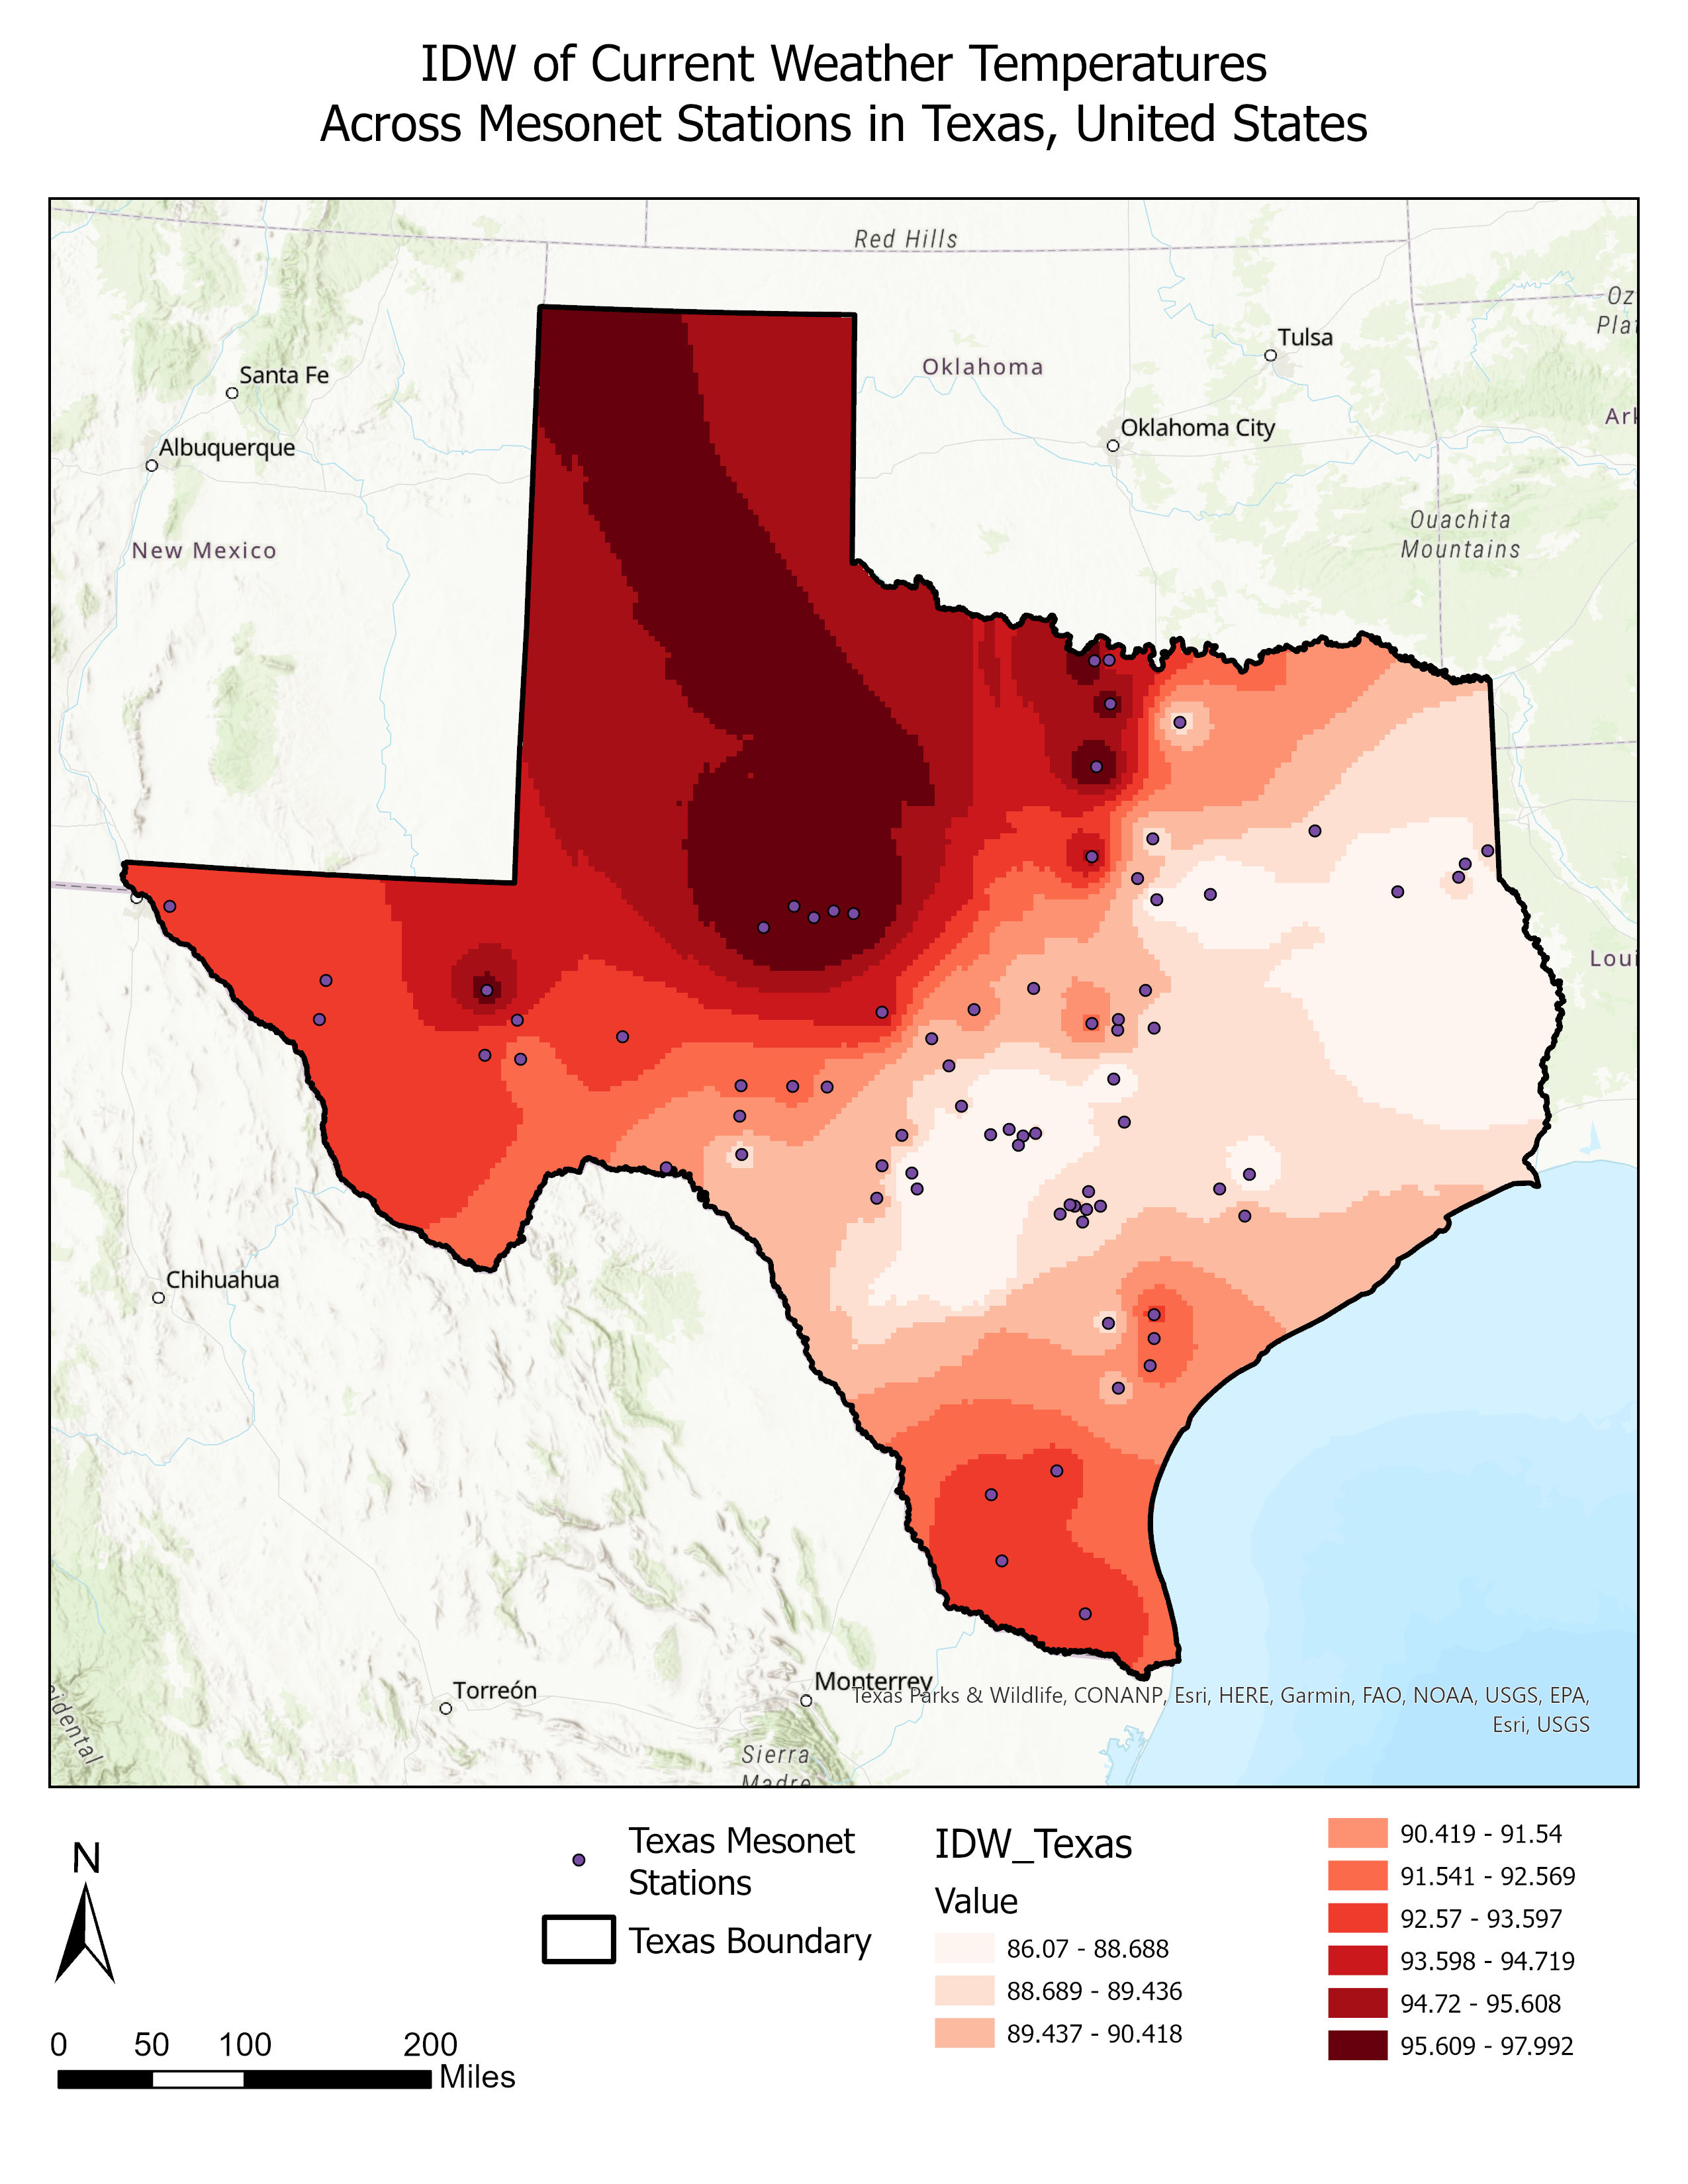 IDW of Current Weather Temperatures
Across Mesonet Stations in Texas, United States
Red Hills
Oz
Plat
Tulsa
Oklahoma
Santa Fe
Ark
Oklahoma City
Albuquerque
Ouachita
Mountains
New Mexico
Loui
Chihuahua
Torreón
Monterrey
Texas Parks & Wildlife, CONANP, Esri, HERE, Garmin, FAO, NOAA, USGS, EPA,
Esri, USGS
idental
Sierra
Madre
N
0 50 100 200
Miles
Texas Mesonet
Stations
Texas Boundary
IDW_Texas
Value
86.07 - 88.688
88.689 - 89.436
89.437 - 90.418
90.419 - 91.54
91.541 - 92.569
92.57 - 93.597
93.598 - 94.719
94.72 - 95.608
95.609 - 97.992